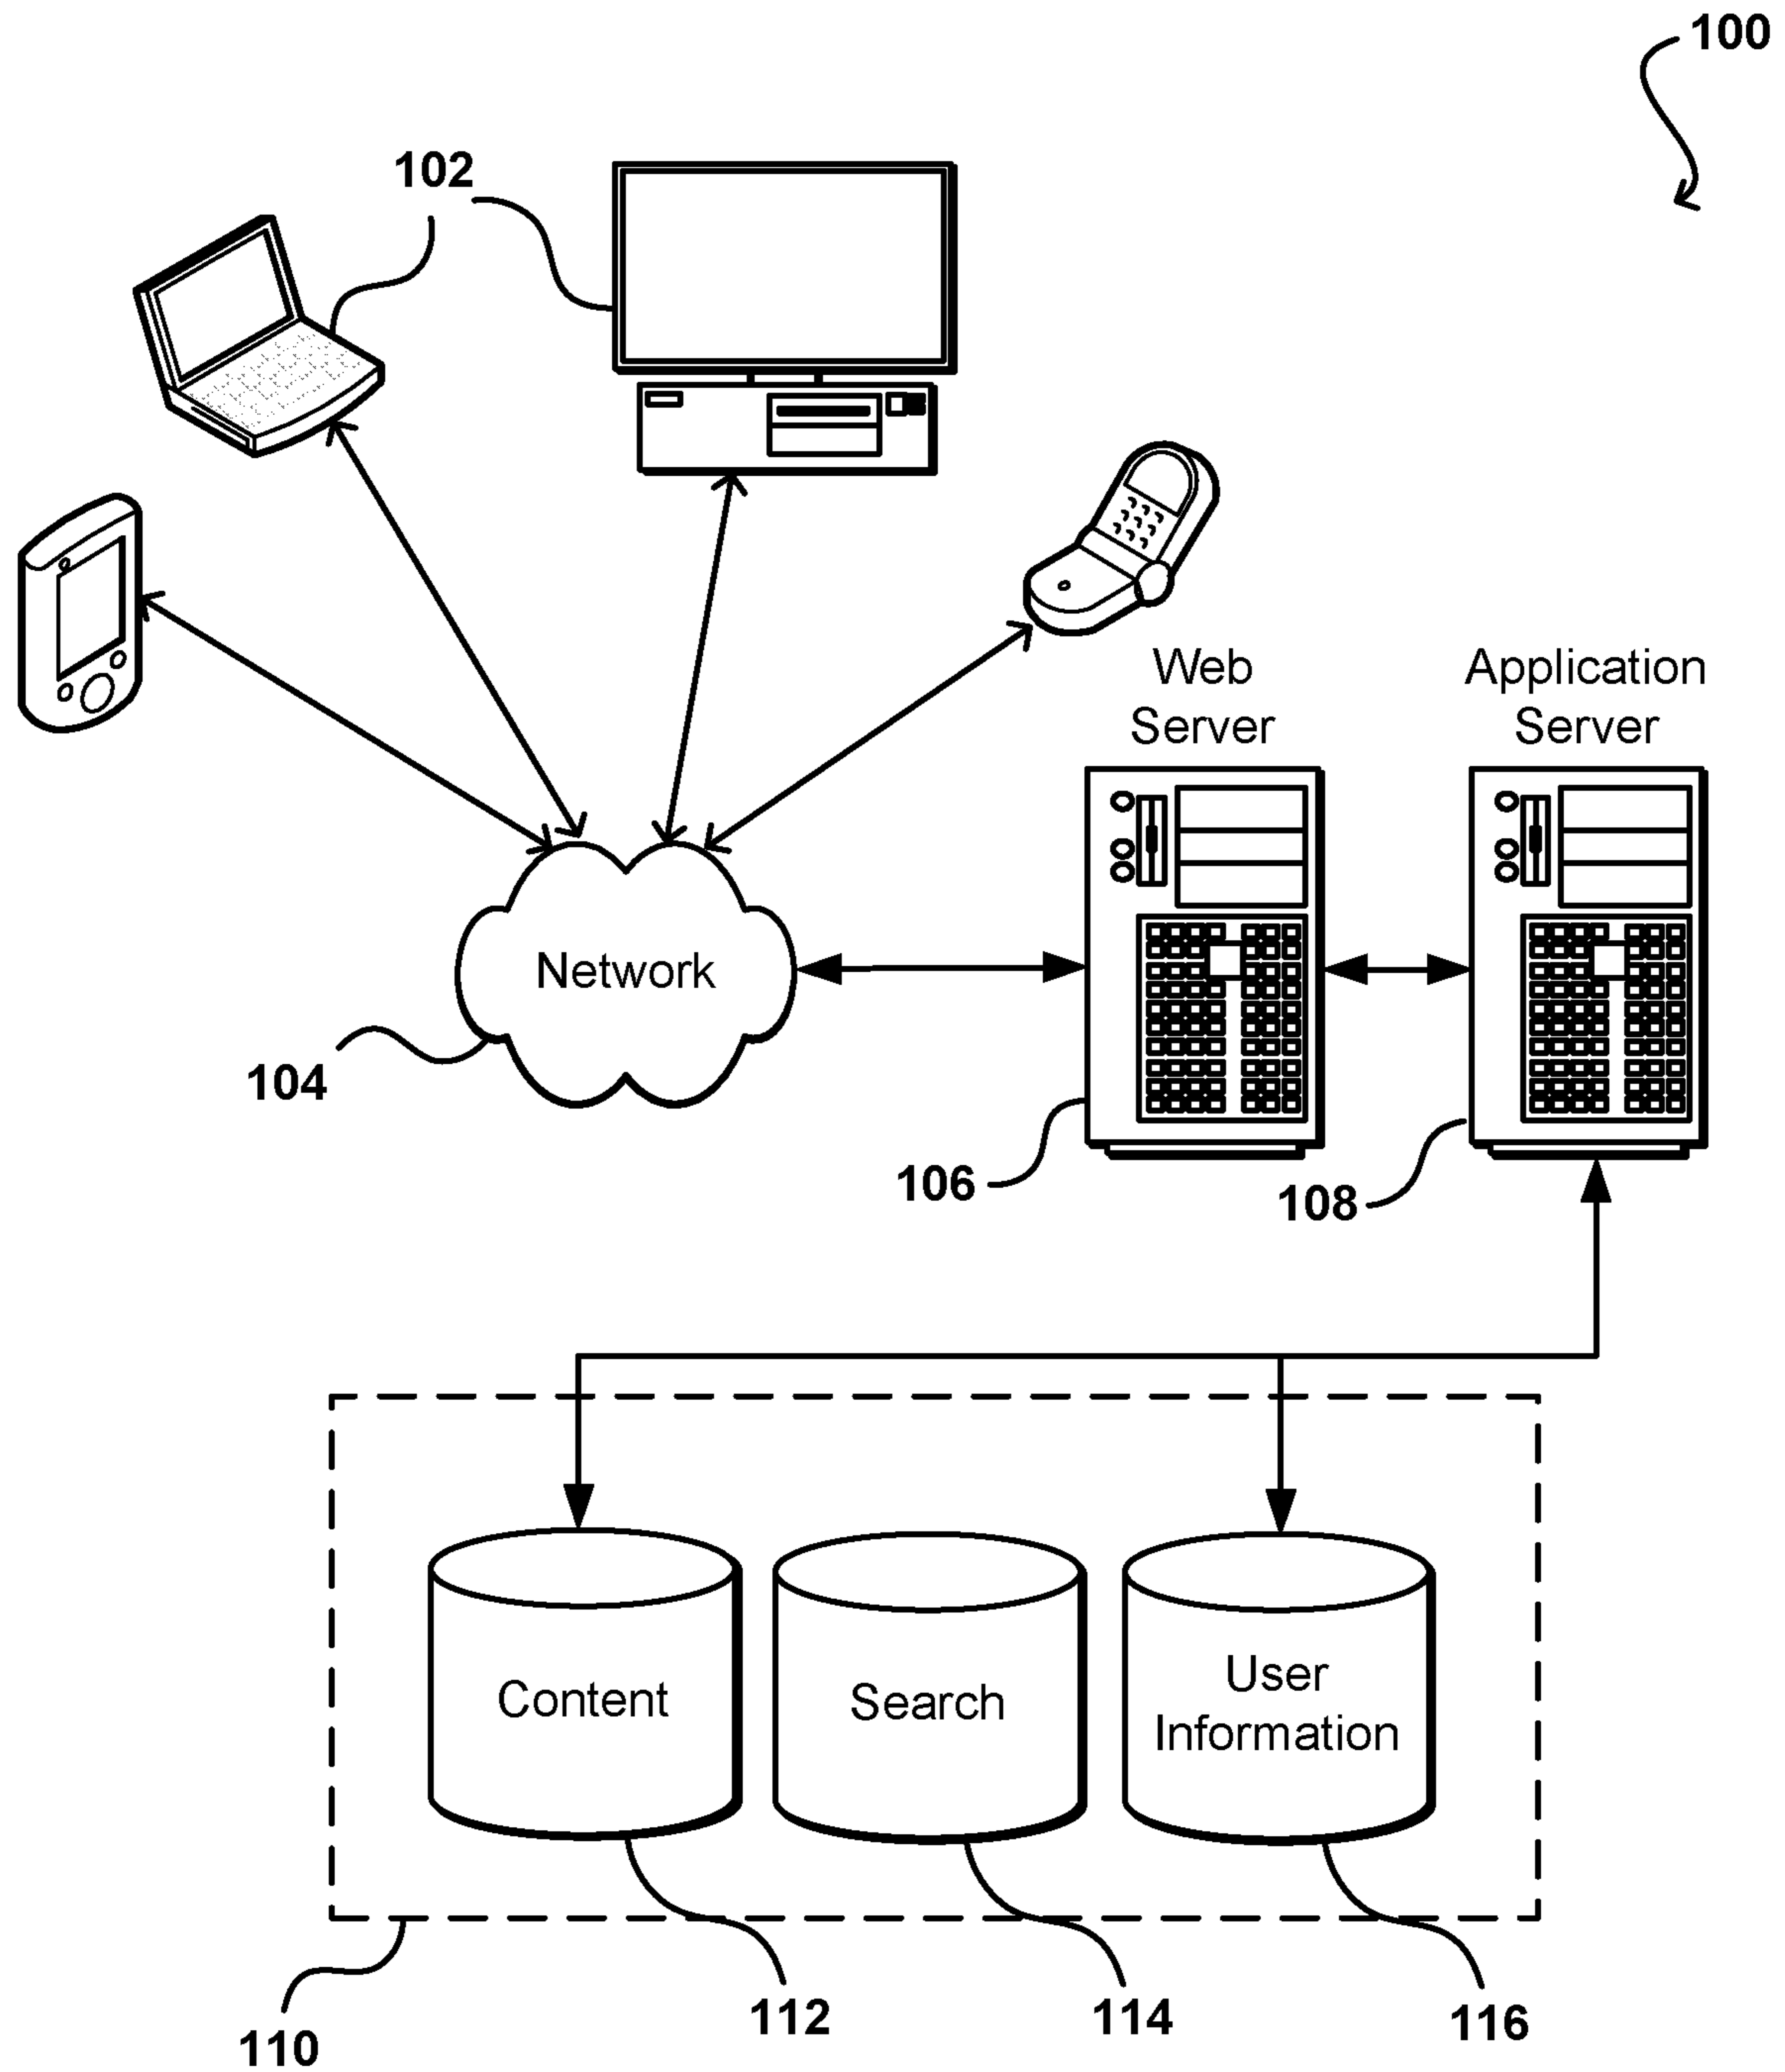 100
102
Web
Server
Application
Server
Network
104
106
108
Content
Search
User
Information
110
112
114
116